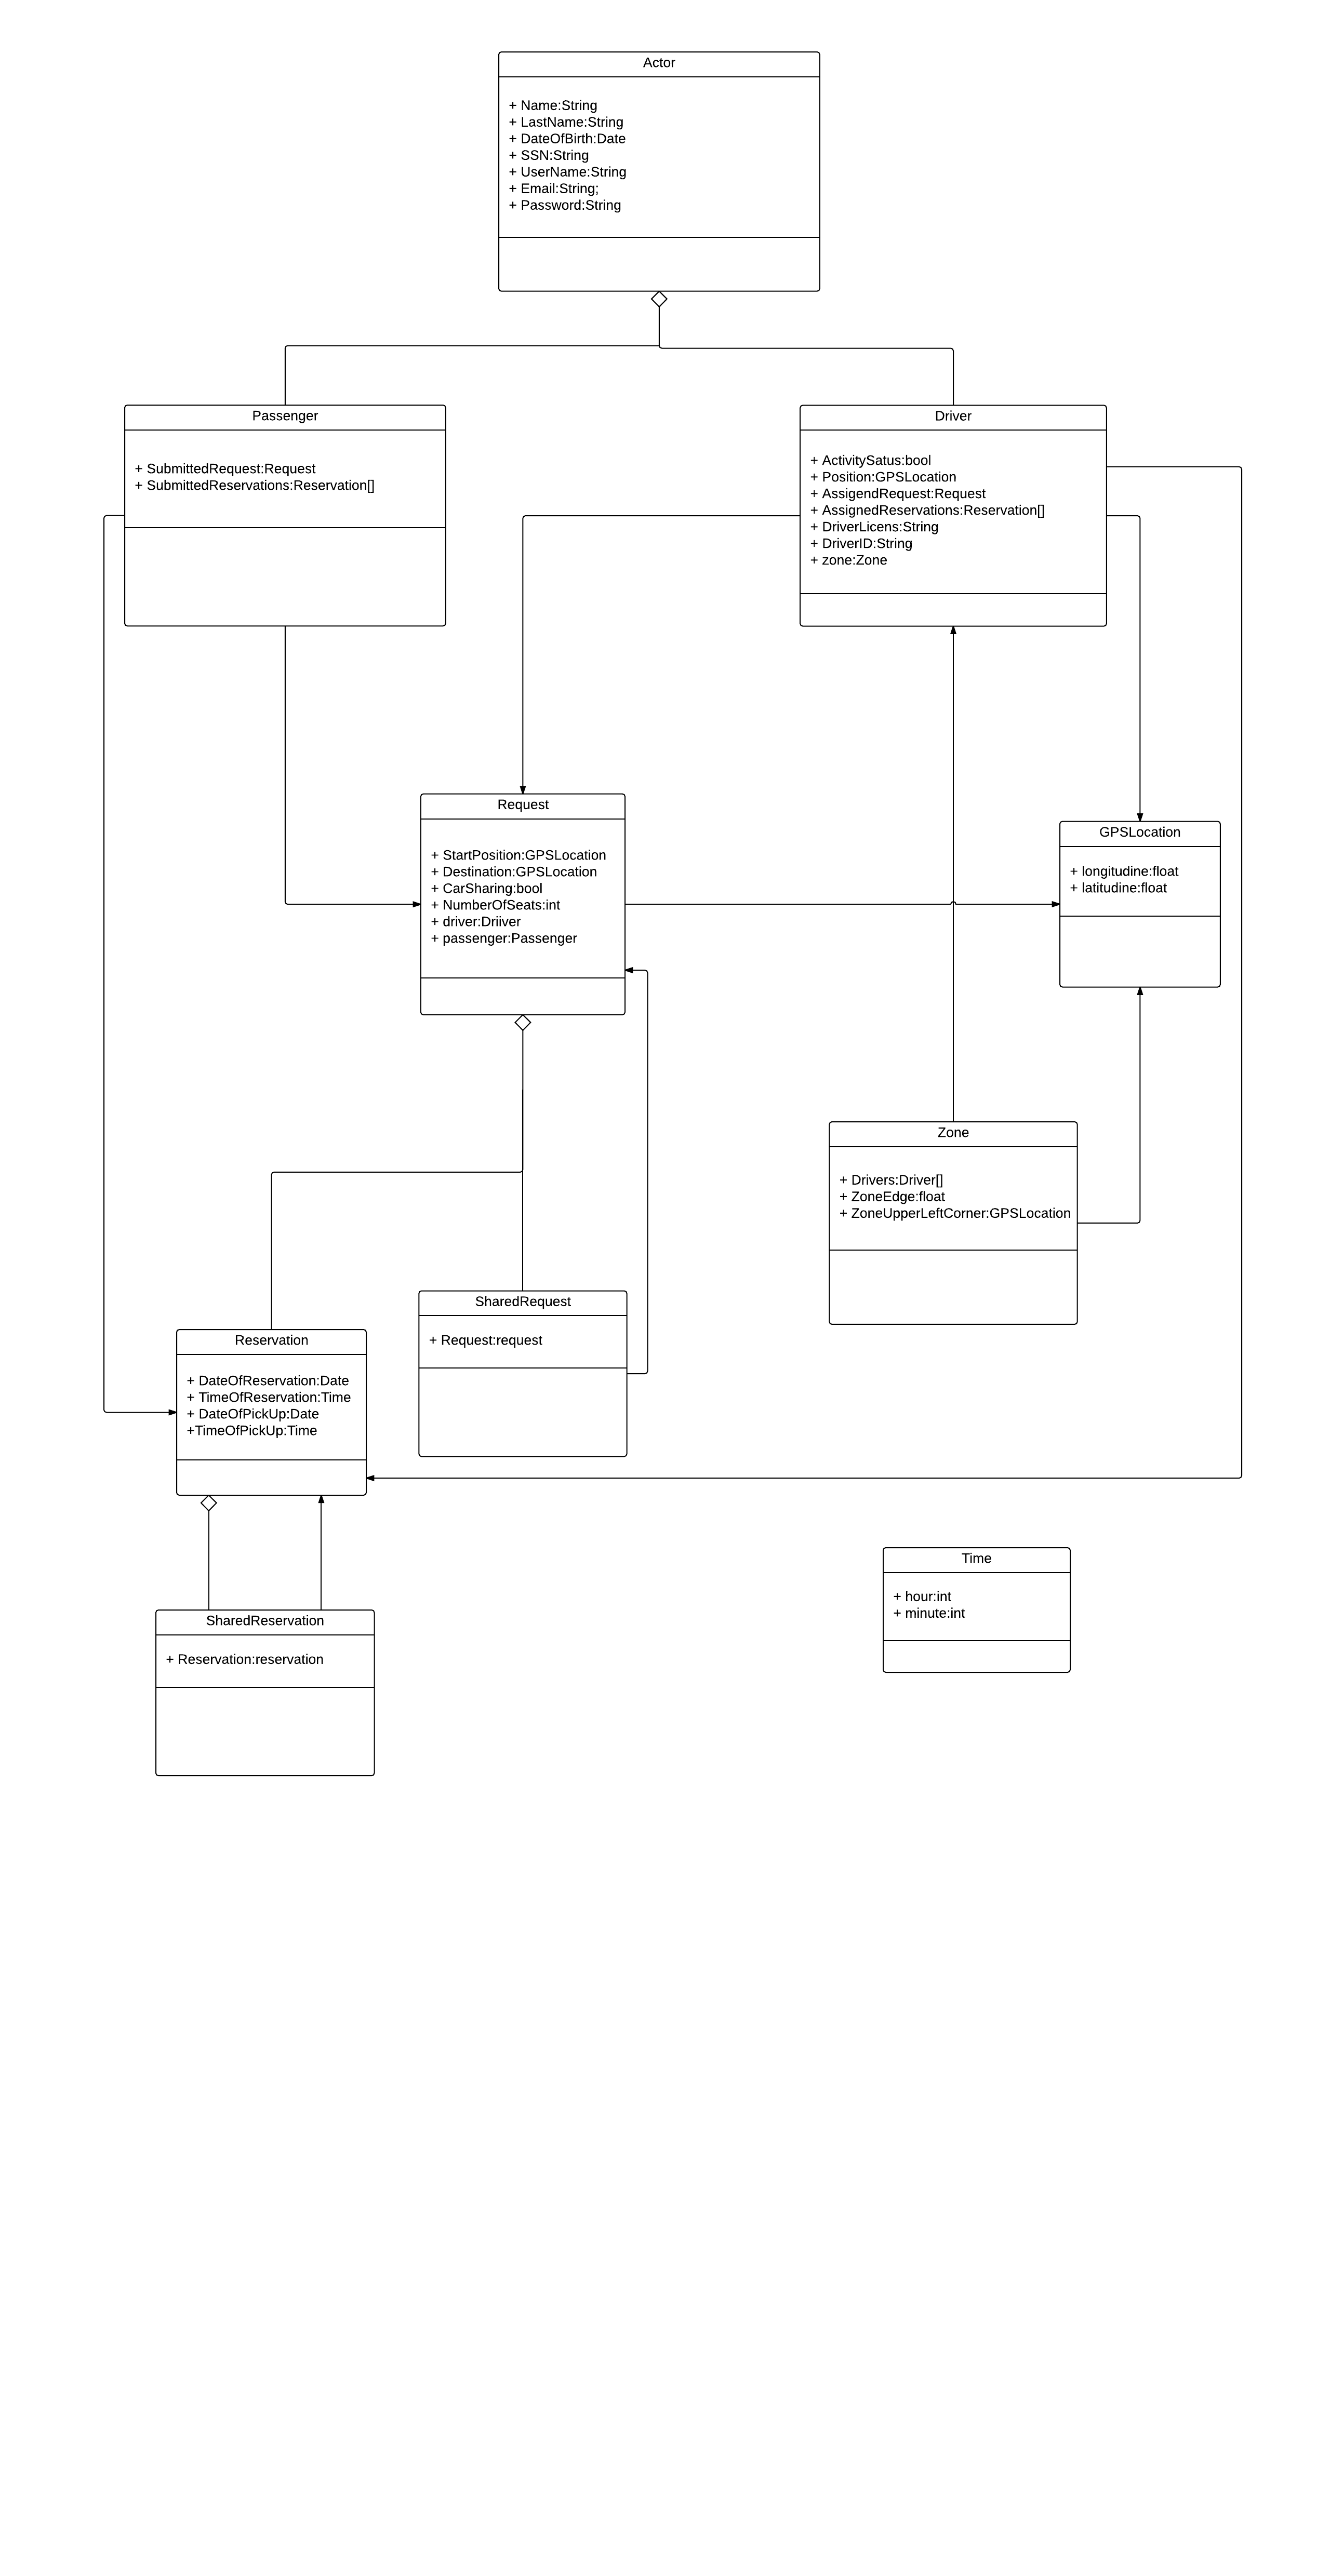 Actor
+ Name:String
+ LastName:String
+ DateOfBirth:Date
+ SSN:String
+ UserName:String
+ Email:String;
+ Password:String
Passenger
+ SubmittedRequest:Request
+ SubmittedReservations:Reservation[]
Driver
+ ActivitySatus:bool
+ Position:GPSLocation
+ AssigendRequest:Request
+ AssignedReservations:Reservation[]
+ DriverLicens:String
+ DriverID:String
+ zone:Zone
Request
+ StartPosition:GPSLocation
+ Destination:GPSLocation
+ CarSharing:bool
+ NumberOfSeats:int
+ driver:Driiver
+ passenger:Passenger
GPSLocation
+ longitudine:float
+ latitudine:float
Zone
+ Drivers:Driver[]
+ ZoneEdge:float
+ ZoneUpperLeftCorner:GPSLocation
SharedRequest
+ Request:request
Reservation
+ DateOfReservation:Date
+ TimeOfReservation:Time
+ DateOfPickUp:Date
+TimeOfPickUp:Time
Time
+ hour:int
+ minute:int
SharedReservation
+ Reservation:reservation